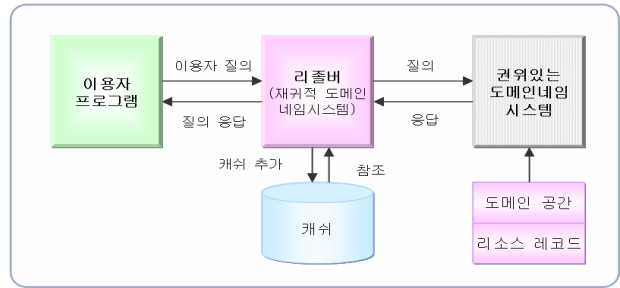 이용자
프로그램
이용자 질의
질의 응답
리졸버
(재귀적 도메인
네임시스템)
질의
응답
권위있는
도메인네임
시스템
캐쉬 추가
참조
캐쉬
도메인 공간
리소스 레코드